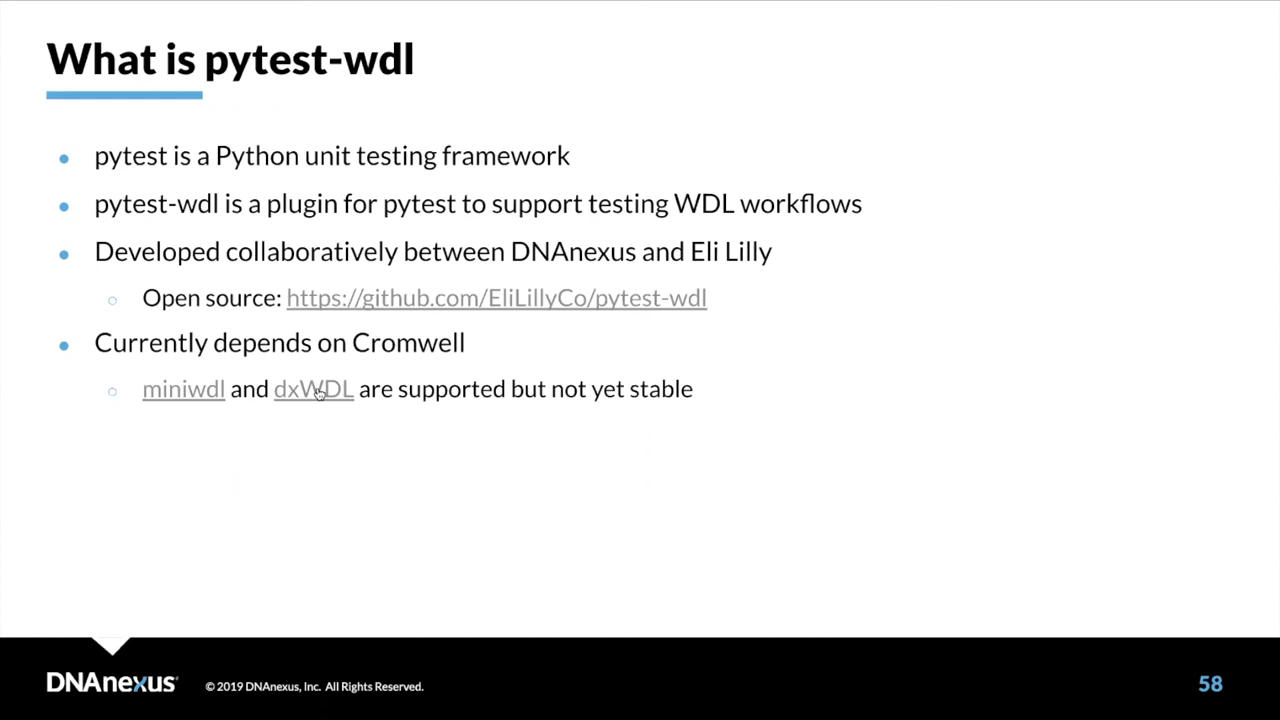 What is pytest-wdl
pytest is a Python unit testing framework
pytest-wdl is a plugin for pytest to support testing WDL workflows
Developed collaboratively between DNAnexus and Eli Lilly
Open source: https://github.com/EliLillyCo/pytest-wdl
Currently depends on Cromwell
miniwdl and dxWDL are supported but not yet stable
DNAnexus
© 2019 DNAnexus, Inc. All Rights Reserved.
58